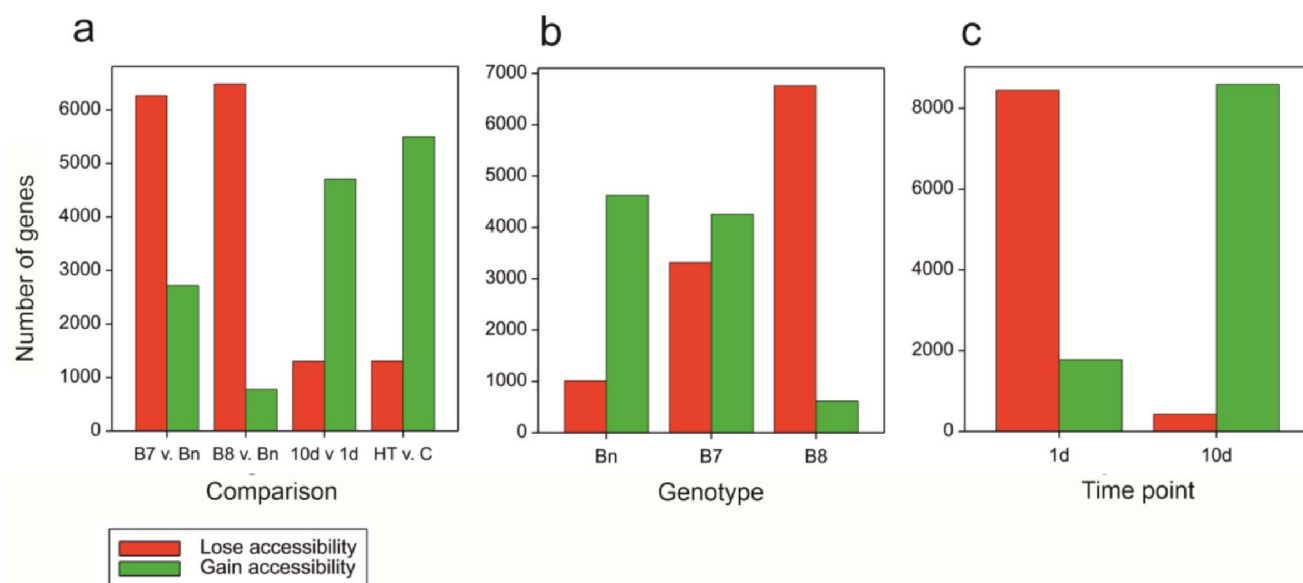 a
b
c
Number of genes
6000
5000
4000
3000
2000
1000
0
B7 v. Bn
B8 v. Bn
10d v 1d
HT v. C
Comparison
7000
6000
5000
4000
3000
2000
1000
0
Bn
B7
B8
Genotype
8000
6000
4000
2000
0
1d
10d
Time point
Lose accessibility
Gain accessibility